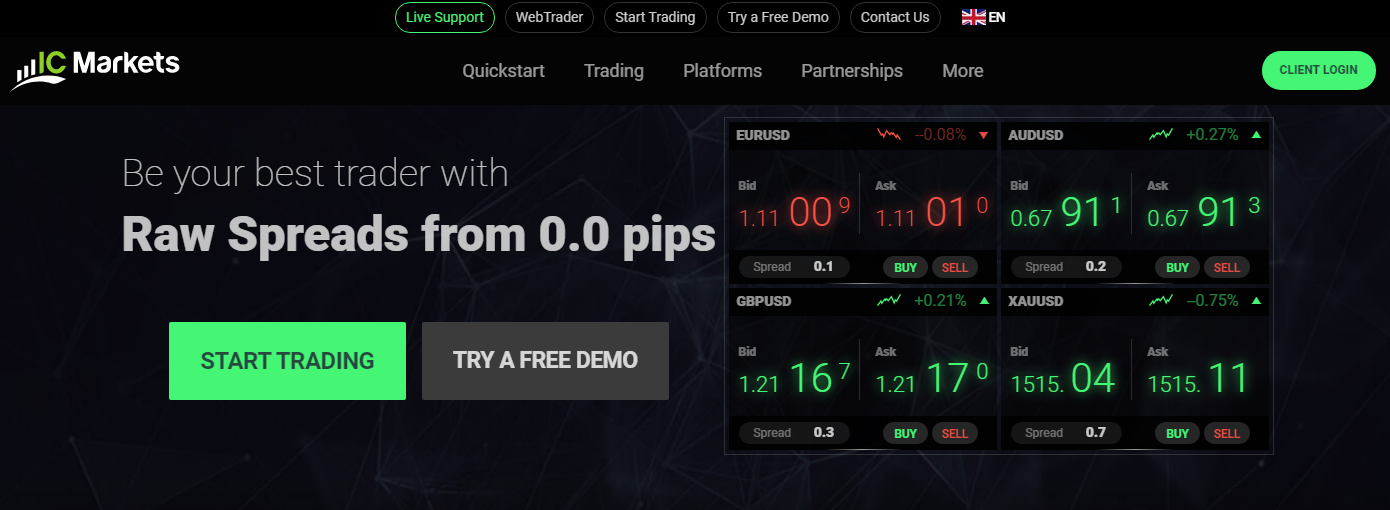 Live Support WebTrader Start Trading Try a Free Demo Contact Us EN
IC Markets Quickstart Trading Platforms Partnerships More CLIENT LOGIN
Be your best trader with
Raw Spreads from 0.0 pips
START TRADING TRY A FREE DEMO
EURUSD --0.08%
Bid Ask
1.11 00 9 1.11 01 0
Spread 0.1 BUY SELL
AUDUSD +0.27%
Bid Ask
0.67 91 1 0.67 91 3
Spread 0.2 BUY SELL
GBPUSD +0.21%
Bid Ask
1.21 16 7 1.21 17 0
Spread 0.3 BUY SELL
XAUUSD --0.75%
Bid Ask
1515. 04 1515. 11
Spread 0.7 BUY SELL